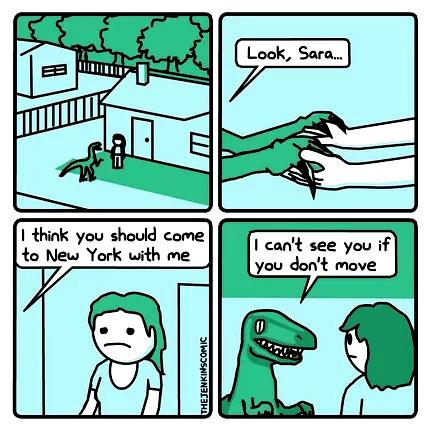 Look, Sara...
I think you should come
to New York with me
THEJENKINSCOMIC
I can't see you if
you don't move